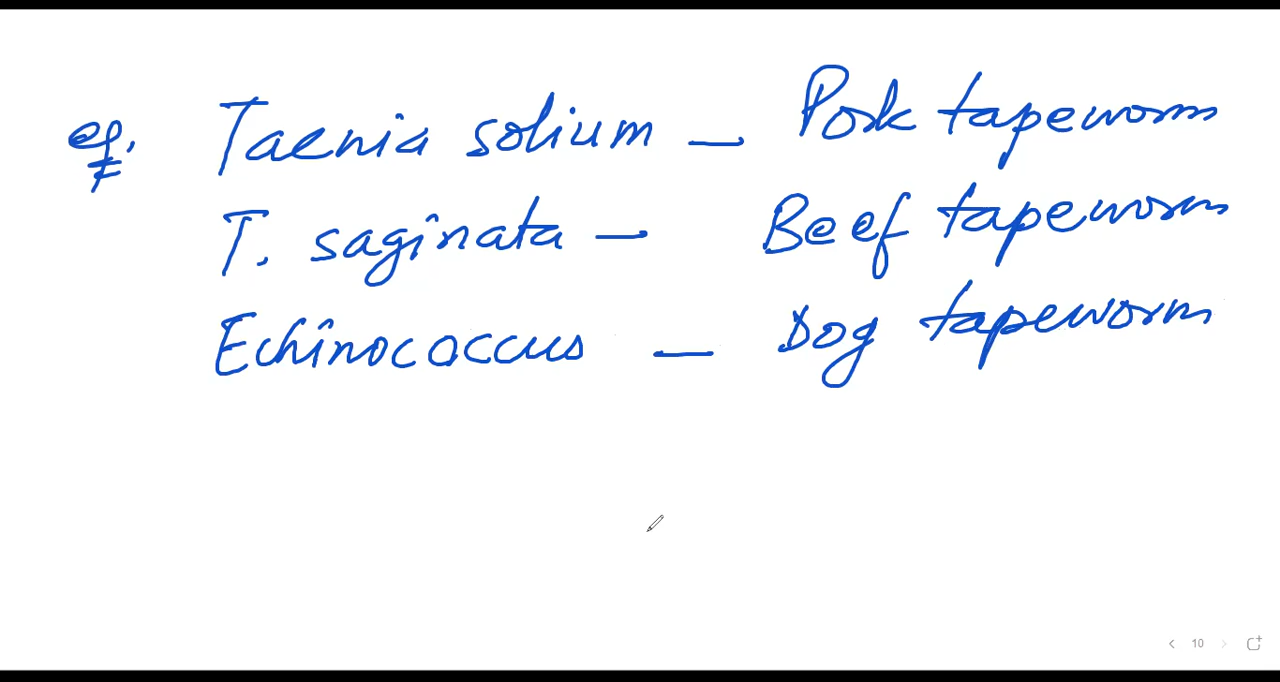 eg. Taenia solium - Pork tapeworm
T. saginata - Beef tapeworm
Echinococcus - Dog tapeworm
10